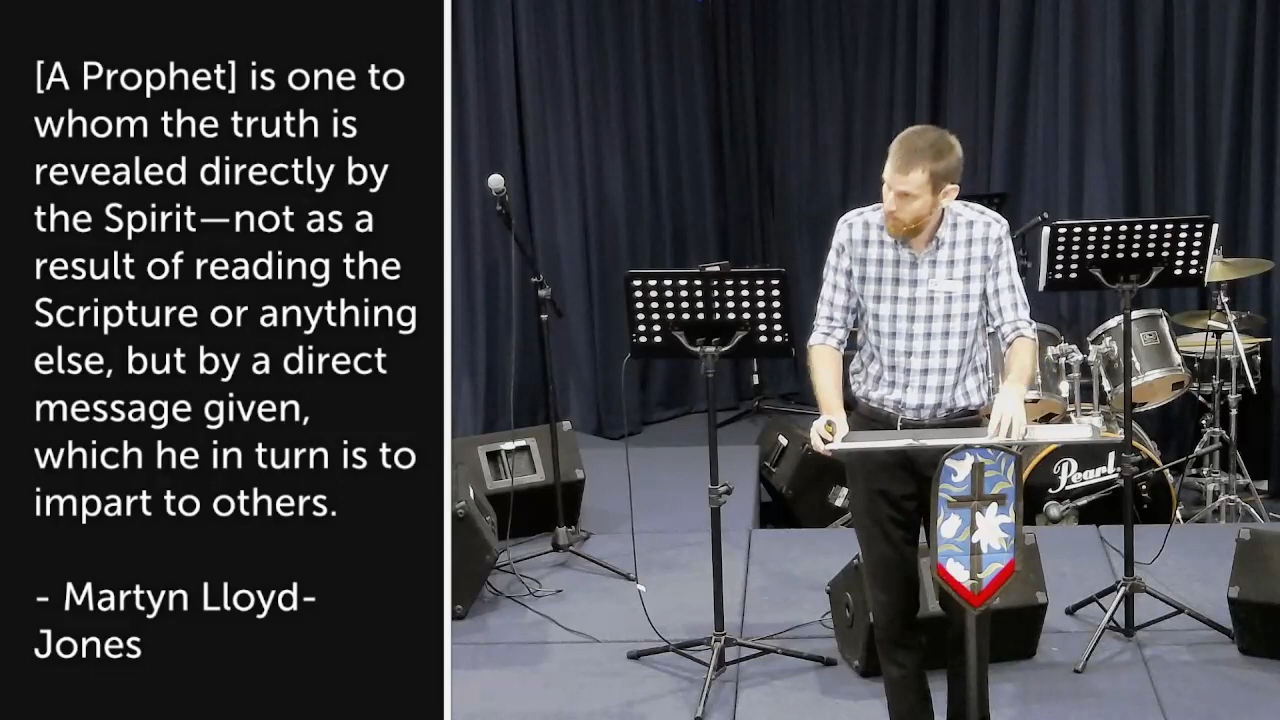 [A Prophet] is one to
whom the truth is
revealed directly by
the Spirit—not as a
result of reading the
Scripture or anything
else, but by a direct
message given,
which he in turn is to
impart to others.
- Martyn Lloyd-
Jones
Pearl